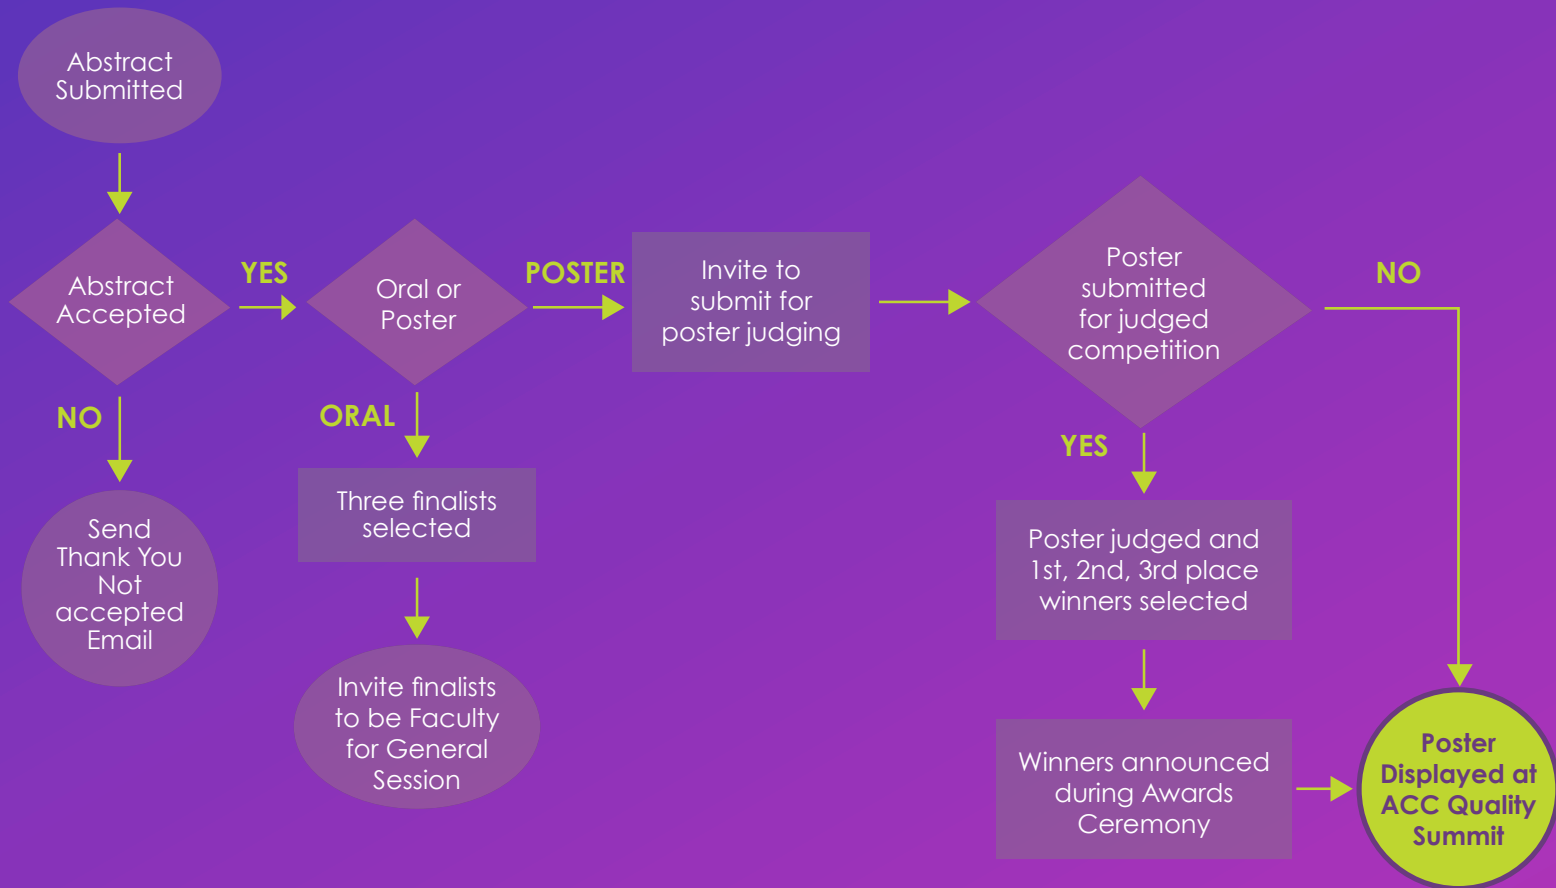 Abstract
Submitted
Abstract
Accepted
YES
NO
Send
Thank You
Not
accepted
Email
Oral or
Poster
POSTER
ORAL
Three finalists
selected
Invite finalists
to be Faculty
for General
Session
Invite to
submit for
poster judging
Poster
submitted
for judged
competition
NO
YES
Poster judged and
1st, 2nd, 3rd place
winners selected
Winners announced
during Awards
Ceremony
Poster
Displayed at
ACC Quality
Summit